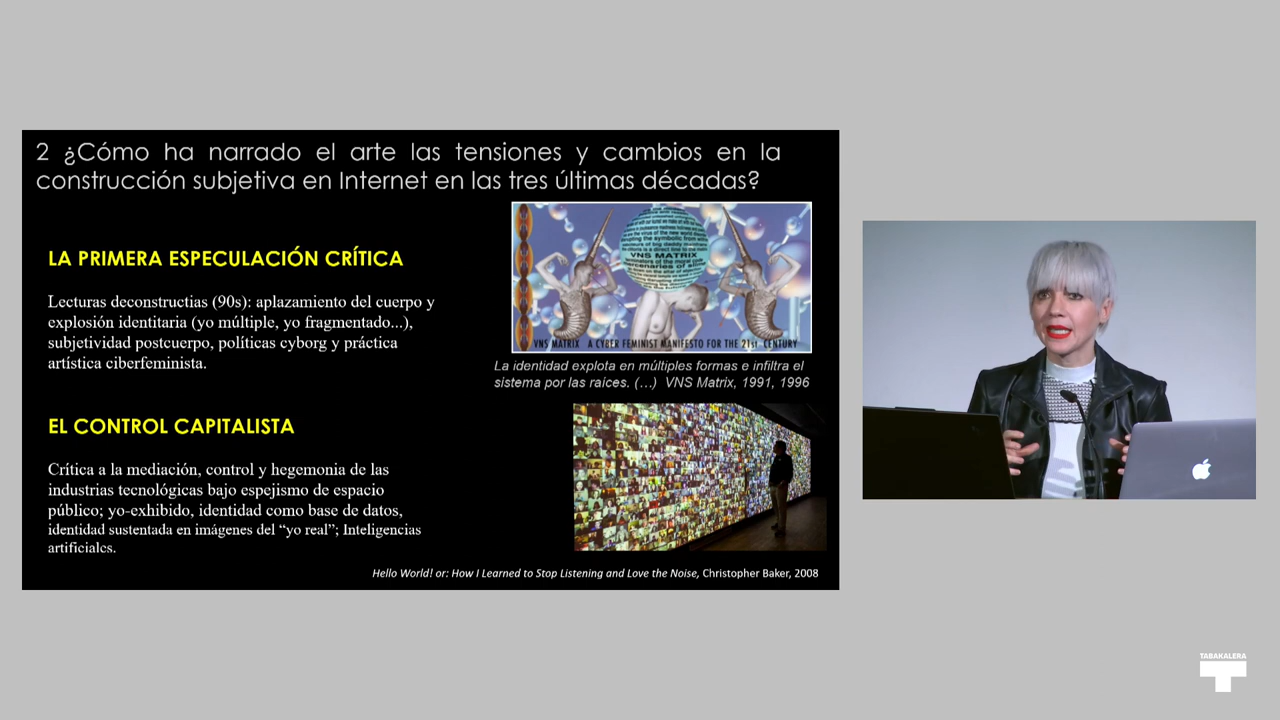 2 ¿Cómo ha narrado el arte las tensiones y cambios en la
construcción subjetiva en Internet en las tres últimas décadas?
LA PRIMERA ESPECULACIÓN CRÍTICA
Lecturas deconstructias (90s): aplazamiento del cuerpo y
explosión identitaria (yo múltiple, yo fragmentado...),
subjetividad postcuerpo, políticas cyborg y práctica
artística ciberfeminista.
VNS MATRIX
VNS MATRIX A CYBER FEMINIST MANIFESTO FOR THE 21st CENTURY
La identidad explota en múltiples formas e infiltra el
sistema por las raíces. (…) VNS Matrix, 1991, 1996
EL CONTROL CAPITALISTA
Crítica a la mediación, control y hegemonia de las
industrias tecnológicas bajo espejismo de espacio
público; yo-exhibido, identidad como base de datos,
identidad sustentada en imágenes del “yo real”; Inteligencias
artificiales.
Hello World! or: How I Learned to Stop Listening and Love the Noise, Christopher Baker, 2008
TABAKALERA